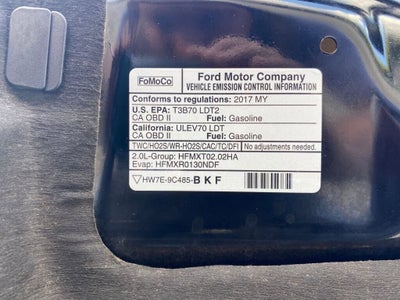 FoMoCo
Ford Motor Company
VEHICLE EMISSION CONTROL INFORMATION
Conforms to regulations: 2017 MY
U.S. EPA: T3B70 LDT2
CA OBD II Fuel: Gasoline
California: ULEV70 LDT
CA OBD II Fuel: Gasoline
TWC/HO2S/WR-HO2S/CAC/TC/DFI No adjustments needed.
2.0L-Group: HFMXT02.02HA
Evap: HFMXR0130NDF
HW7E-9C485-BKF